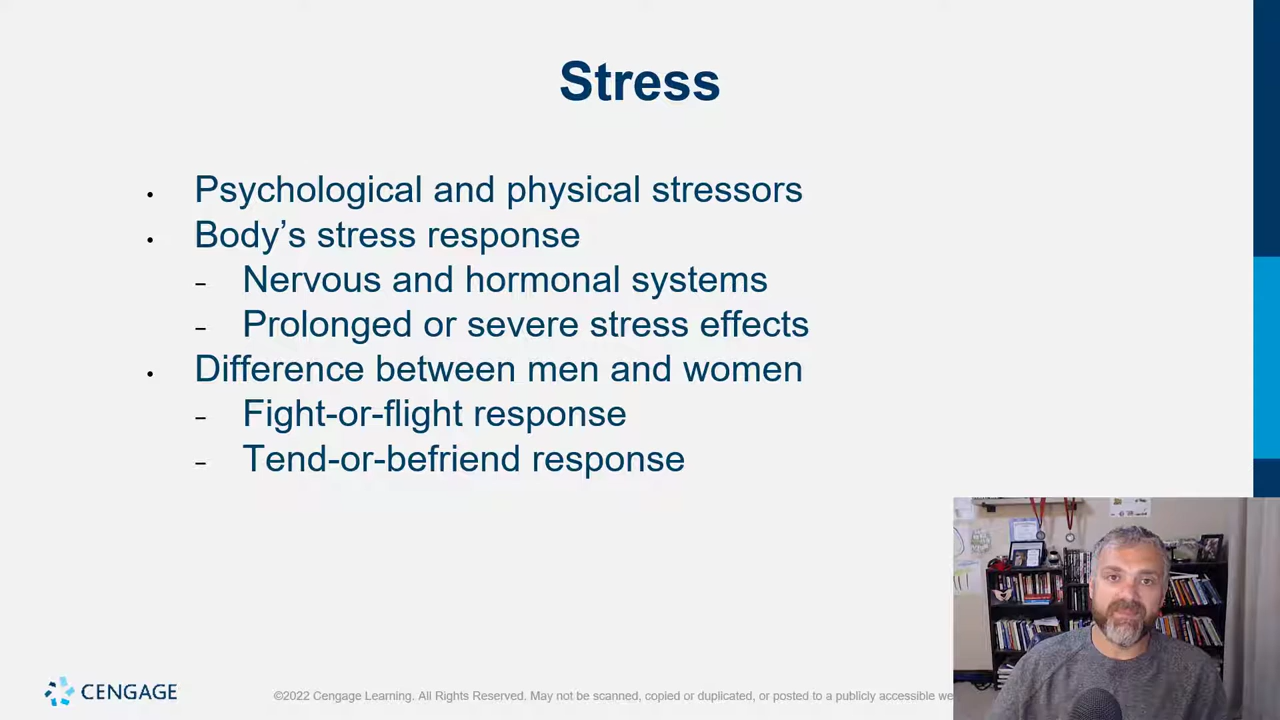 Stress
• Psychological and physical stressors
• Body’s stress response
– Nervous and hormonal systems
– Prolonged or severe stress effects
• Difference between men and women
– Fight-or-flight response
– Tend-or-befriend response
CENGAGE
©2022 Cengage Learning. All Rights Reserved. May not be scanned, copied or duplicated, or posted to a publicly accessible we